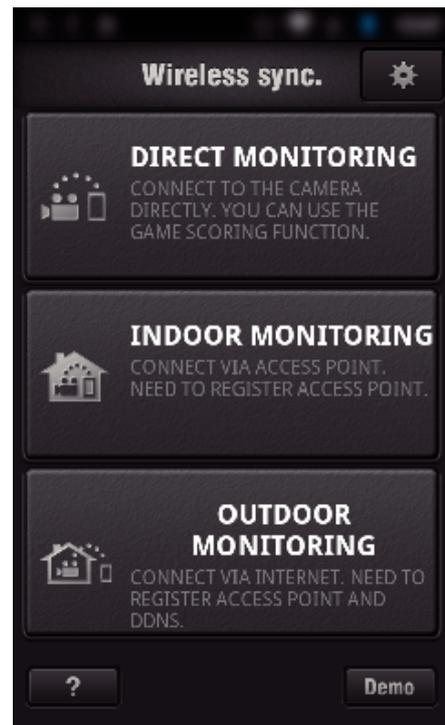 Wireless sync.
DIRECT MONITORING
CONNECT TO THE CAMERA
DIRECTLY. YOU CAN USE THE
GAME SCORING FUNCTION.
INDOOR MONITORING
CONNECT VIA ACCESS POINT.
NEED TO REGISTER ACCESS POINT.
OUTDOOR
MONITORING
CONNECT VIA INTERNET. NEED TO
REGISTER ACCESS POINT AND
DDNS.
?
Demo